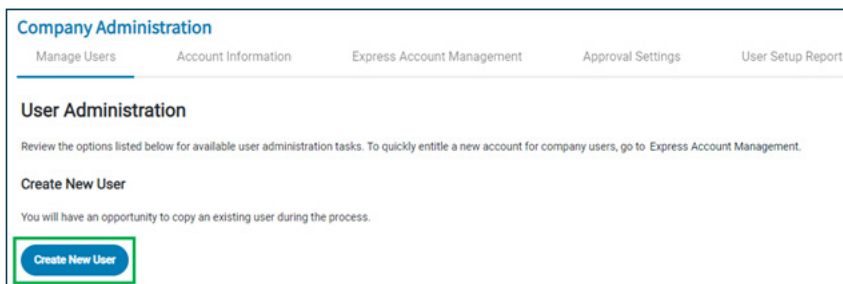 Company Administration
Manage Users Account Information Express Account Management Approval Settings User Setup Report
User Administration
Review the options listed below for available user administration tasks. To quickly entitle a new account for company users, go to Express Account Management.
Create New User
You will have an opportunity to copy an existing user during the process.
Create New User